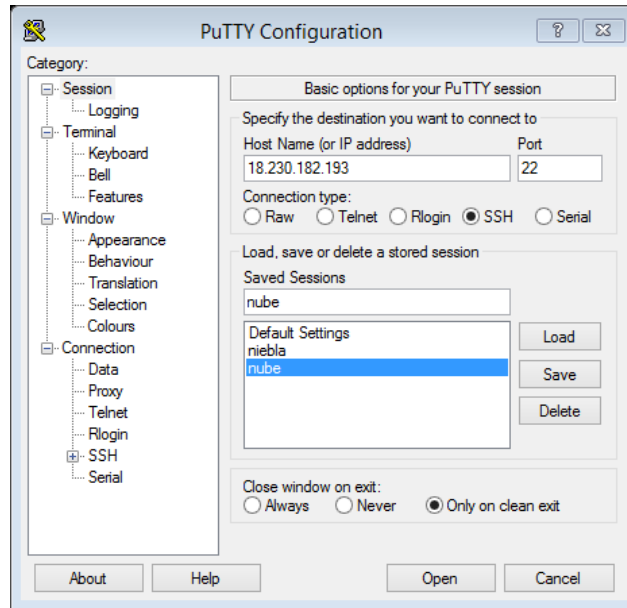 PuTTY Configuration
Category:
Session
Logging
Terminal
Keyboard
Bell
Features
Window
Appearance
Behaviour
Translation
Selection
Colours
Connection
Data
Proxy
Telnet
Rlogin
SSH
Serial
Basic options for your PuTTY session
Specify the destination you want to connect to
Host Name (or IP address) Port
18.230.182.193 22
Connection type:
Raw Telnet Rlogin SSH Serial
Load, save or delete a stored session
Saved Sessions
nube
Default Settings
niebla
nube
Load
Save
Delete
Close window on exit:
Always Never Only on clean exit
About Help Open Cancel